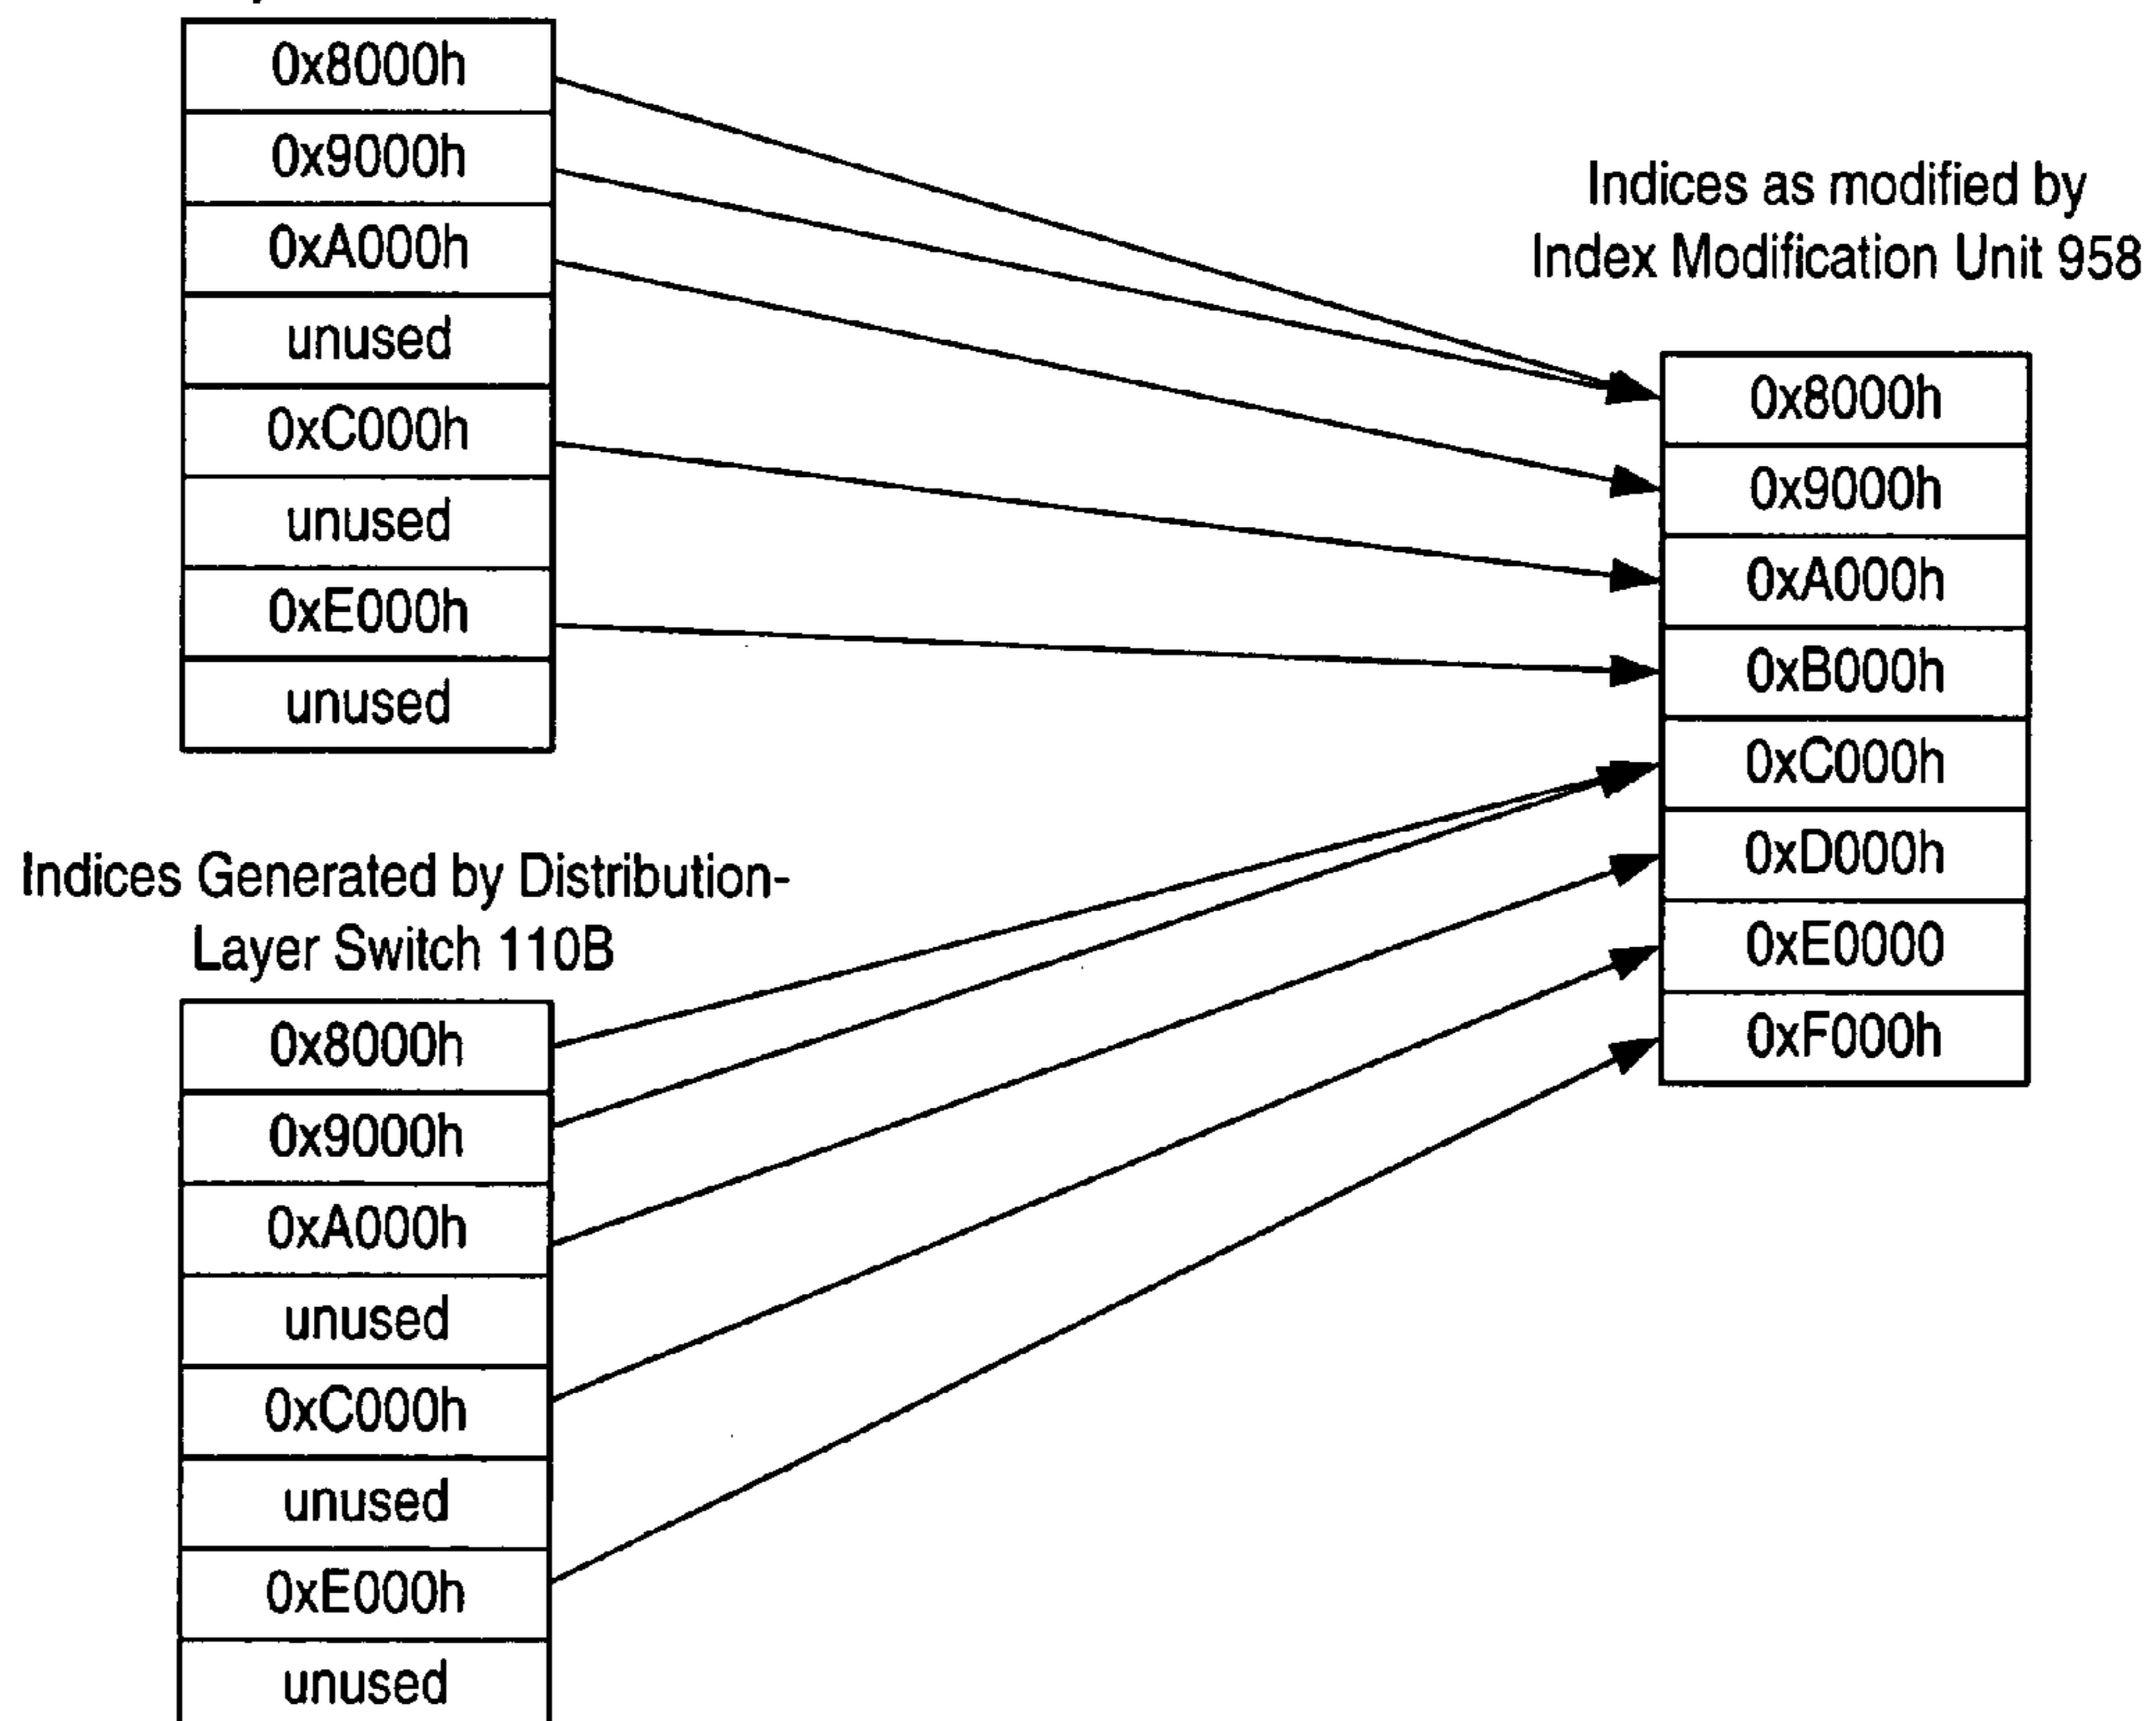 0x8000h
0x9000h
0xA000h
unused
0xC000h
unused
0xE000h
unused
Indices as modified by
Index Modification Unit 958
0x8000h
0x9000h
0xA000h
0xB000h
0xC000h
0xD000h
0xE0000
0xF000h
Indices Generated by Distribution-
Layer Switch 110B
0x8000h
0x9000h
0xA000h
unused
0xC000h
unused
0xE000h
unused